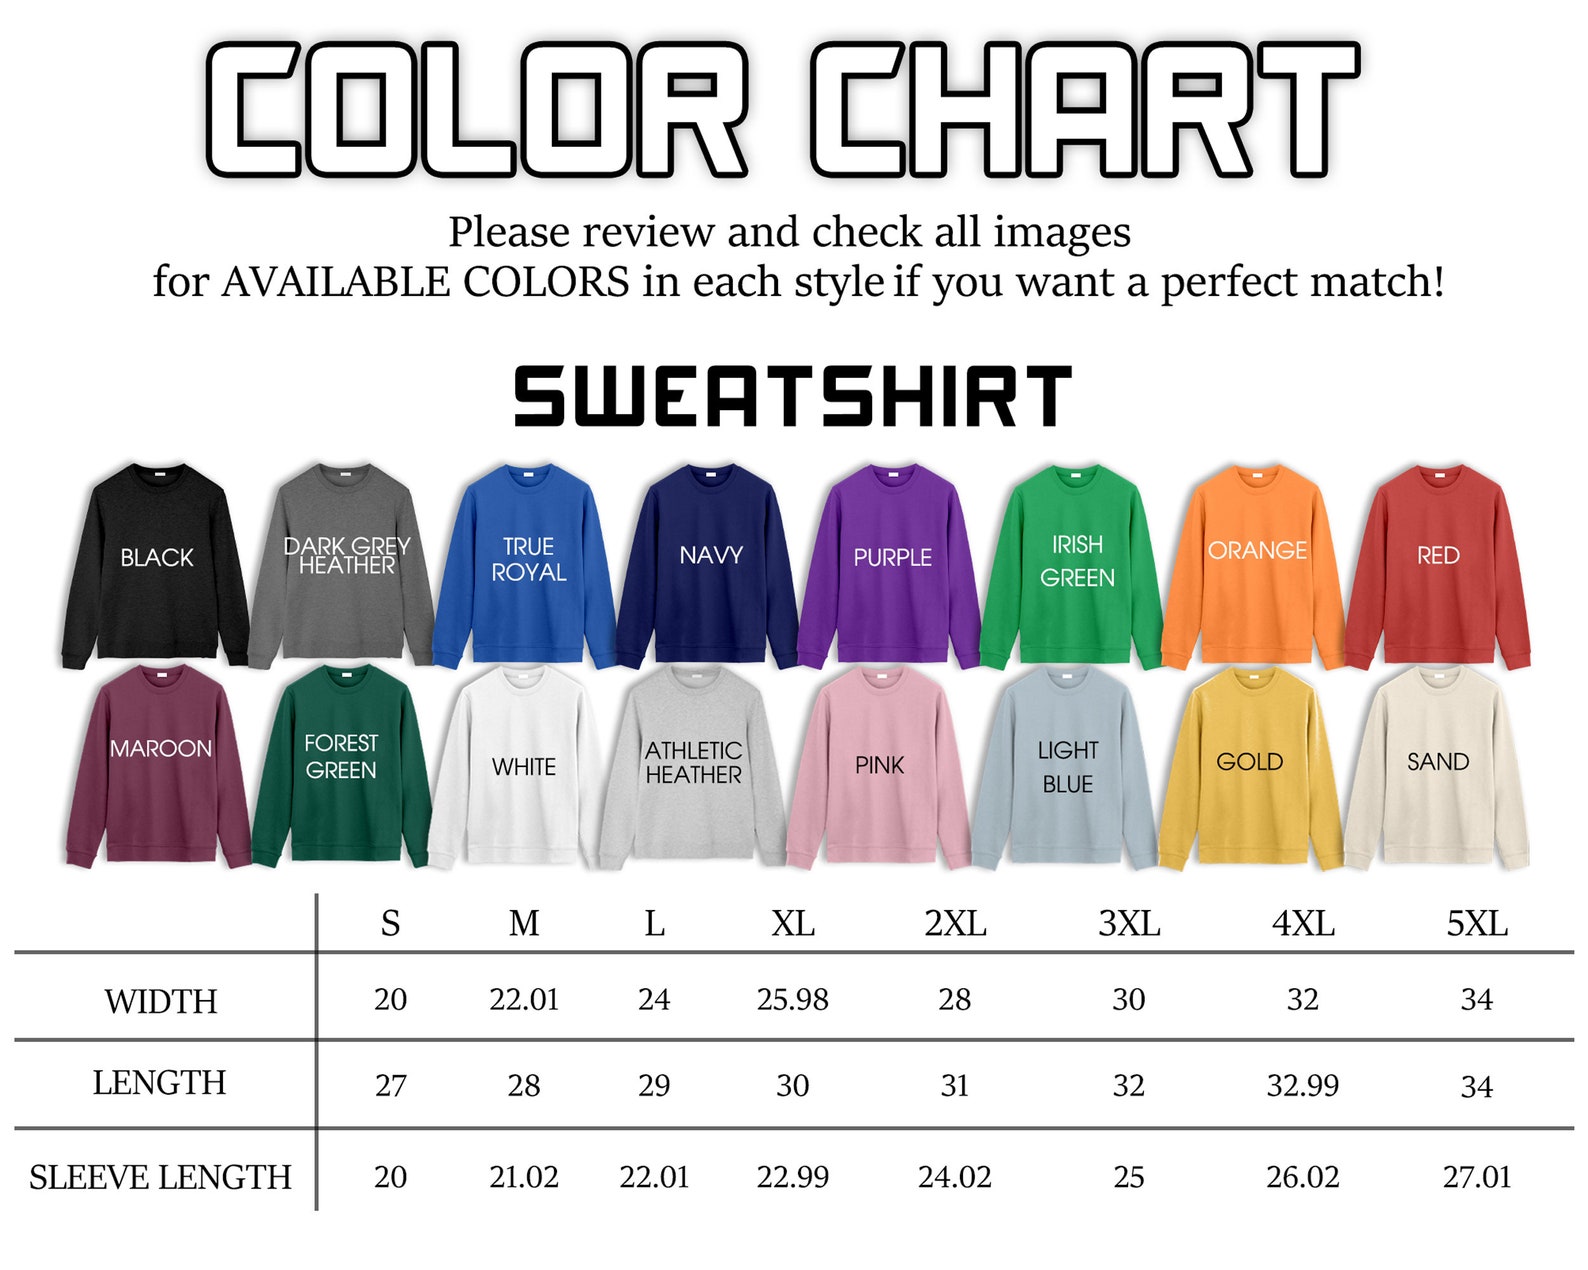 COLOR CHART
Please review and check all images
for AVAILABLE COLORS in each style if you want a perfect match!
SWEATSHIRT
BLACK
DARK GREY
HEATHER
TRUE
ROYAL
NAVY
PURPLE
IRISH
GREEN
ORANGE
RED
MAROON
FOREST
GREEN
WHITE
ATHLETIC
HEATHER
PINK
LIGHT
BLUE
GOLD
SAND
S M L XL 2XL 3XL 4XL 5XL
WIDTH 20 22.01 24 25.98 28 30 32 34
LENGTH 27 28 29 30 31 32 32.99 34
SLEEVE LENGTH 20 21.02 22.01 22.99 24.02 25 26.02 27.01